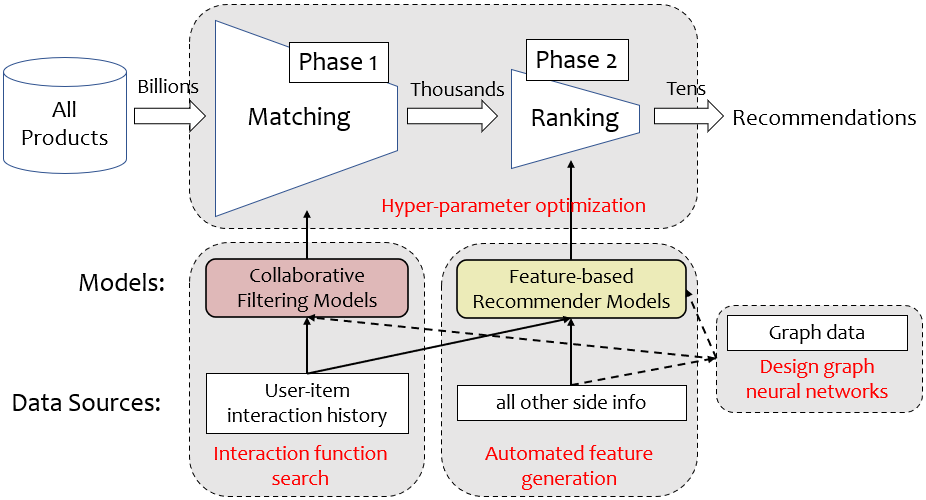 All
Products
Billions
Phase 1
Matching
Thousands
Phase 2
Ranking
Tens
Recommendations
Hyper-parameter optimization
Models:
Collaborative
Filtering Models
Feature-based
Recommender Models
Graph data
Design graph
neural networks
Data Sources:
User-item
interaction history
all other side info
Interaction function
search
Automated feature
generation